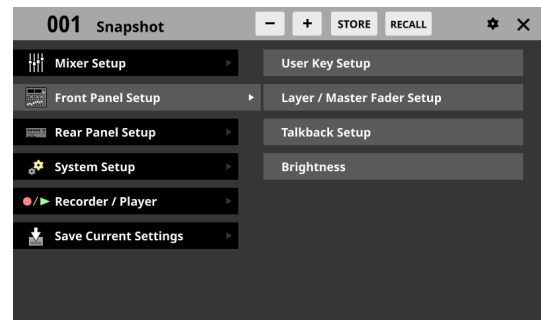 001 Snapshot - + STORE RECALL
Mixer Setup
Front Panel Setup
Rear Panel Setup
System Setup
Recorder / Player
Save Current Settings
User Key Setup
Layer / Master Fader Setup
Talkback Setup
Brightness